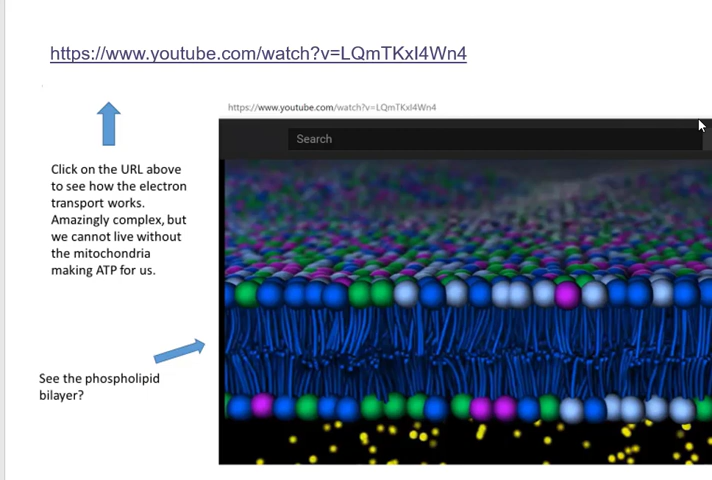 https://www.youtube.com/watch?v=LQmTKxI4Wn4
https://www.youtube.com/watch?v=LQmTKxI4Wn4
Search
Click on the URL above
to see how the electron
transport works.
Amazingly complex, but
we cannot live without
the mitochondria
making ATP for us.
See the phospholipid
bilayer?